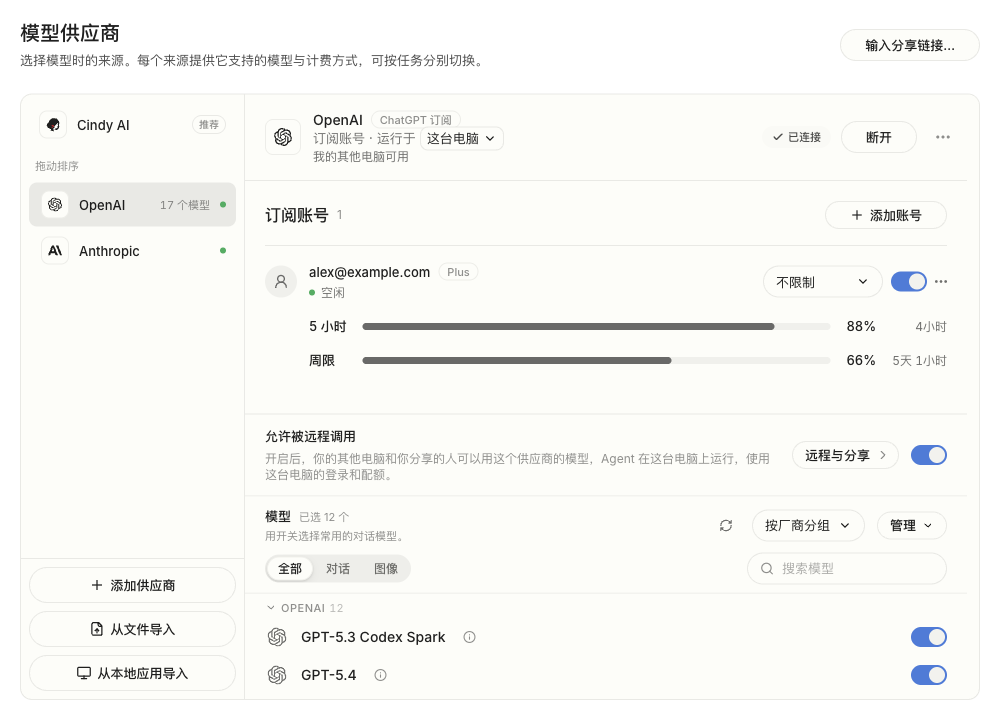 模型供应商
选择模型时的来源。每个来源提供它支持的模型与计费方式，可按任务分别切换。
输入分享链接...
Cindy AI
推荐
拖动排序
OpenAI
17 个模型
Anthropic
添加供应商
从文件导入
从本地应用导入
OpenAI
ChatGPT 订阅
订阅账号 · 运行于
这台电脑
我的其他电脑可用
已连接
断开
订阅账号 1
添加账号
alex@example.com
Plus
空闲
不限制
5 小时
88%
4小时
周限
66%
5天 1小时
允许被远程调用
开启后，你的其他电脑和你分享的人可以用这个供应商的模型，Agent 在这台电脑上运行，使用
这台电脑的登录和配额。
远程与分享
模型 已选 12 个
用开关选择常用的对话模型。
按厂商分组
管理
全部
对话
图像
搜索模型
OPENAI 12
GPT-5.3 Codex Spark
GPT-5.4